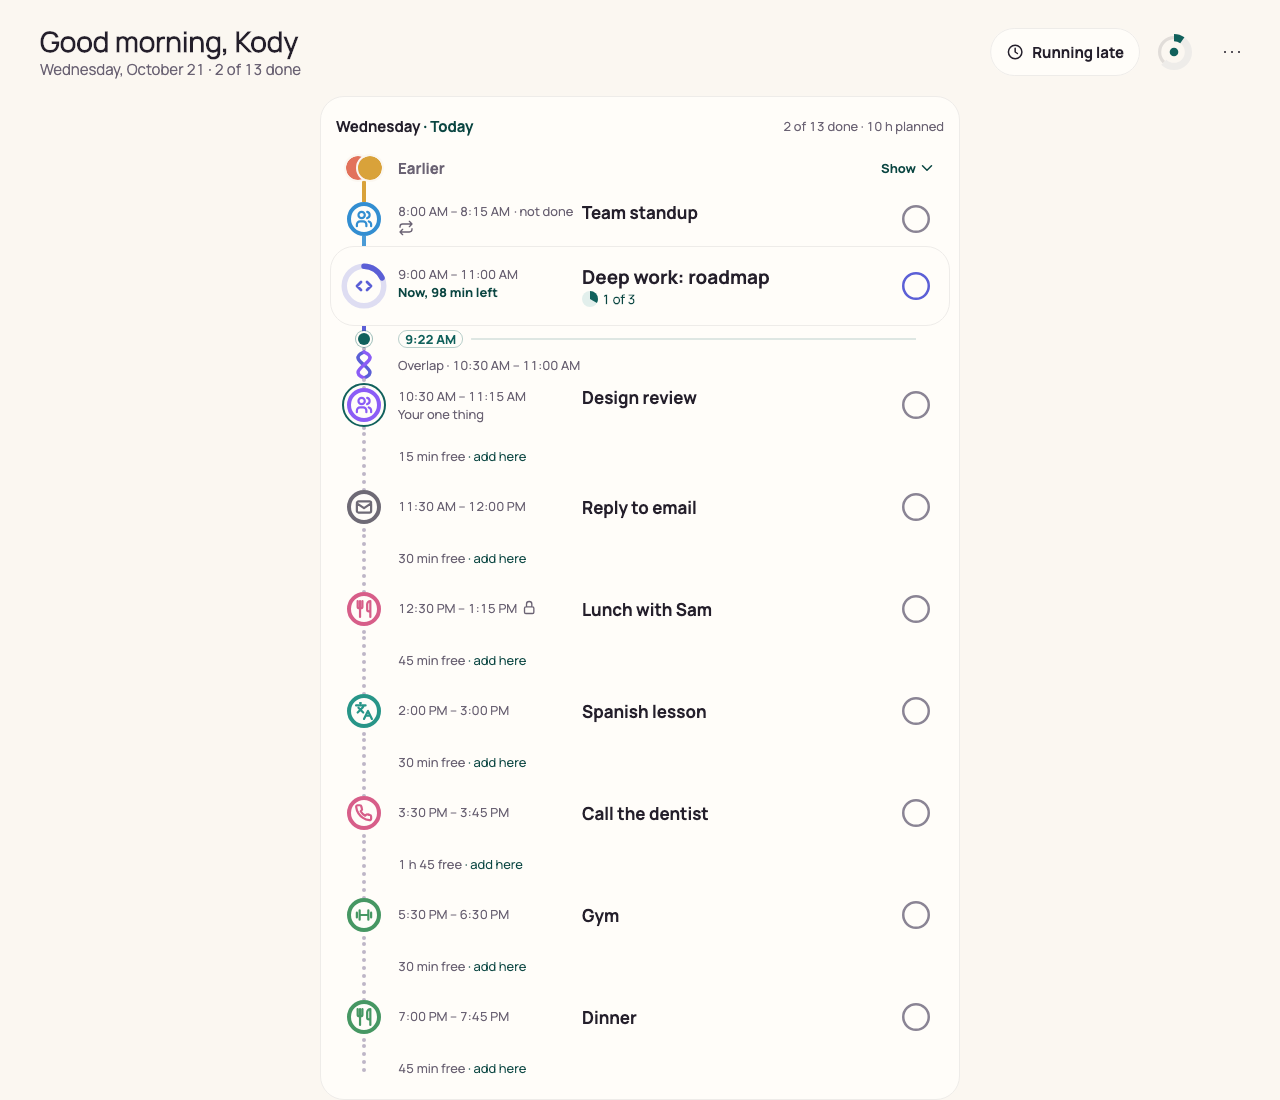 Good morning, Kody
Wednesday, October 21 · 2 of 13 done
Running late
Wednesday · Today
2 of 13 done · 10 h planned
Earlier
Show
8:00 AM – 8:15 AM · not done
Team standup
9:00 AM – 11:00 AM
Now, 98 min left
Deep work: roadmap
1 of 3
9:22 AM
Overlap · 10:30 AM – 11:00 AM
10:30 AM – 11:15 AM
Your one thing
Design review
15 min free · add here
11:30 AM – 12:00 PM
Reply to email
30 min free · add here
12:30 PM – 1:15 PM
Lunch with Sam
45 min free · add here
2:00 PM – 3:00 PM
Spanish lesson
30 min free · add here
3:30 PM – 3:45 PM
Call the dentist
1 h 45 free · add here
5:30 PM – 6:30 PM
Gym
30 min free · add here
7:00 PM – 7:45 PM
Dinner
45 min free · add here